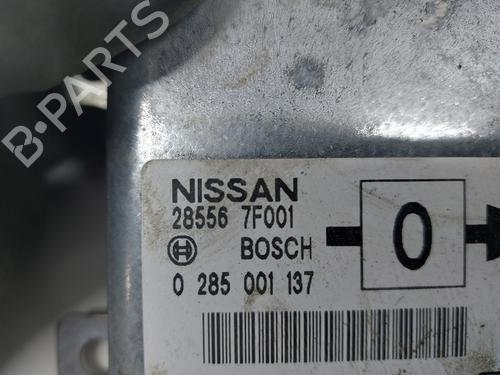 B-PARTS
NISSAN
28556 7F001
BOSCH
0 285 001 137
0